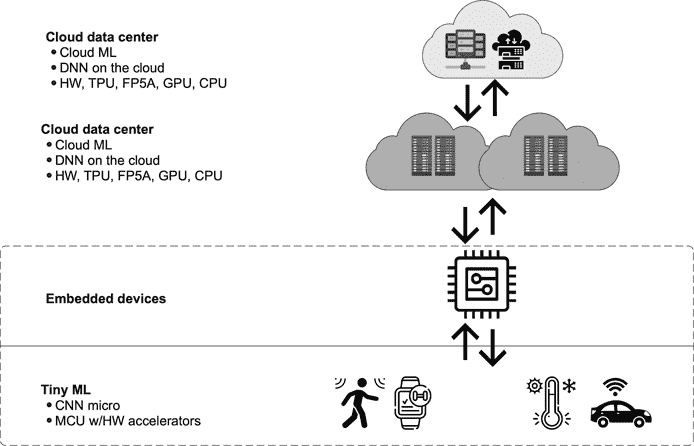 Cloud data center
• Cloud ML
• DNN on the cloud
• HW, TPU, FP5A, GPU, CPU
Cloud data center
• Cloud ML
• DNN on the cloud
• HW, TPU, FP5A, GPU, CPU
Embedded devices
Tiny ML
• CNN micro
• MCU w/HW accelerators